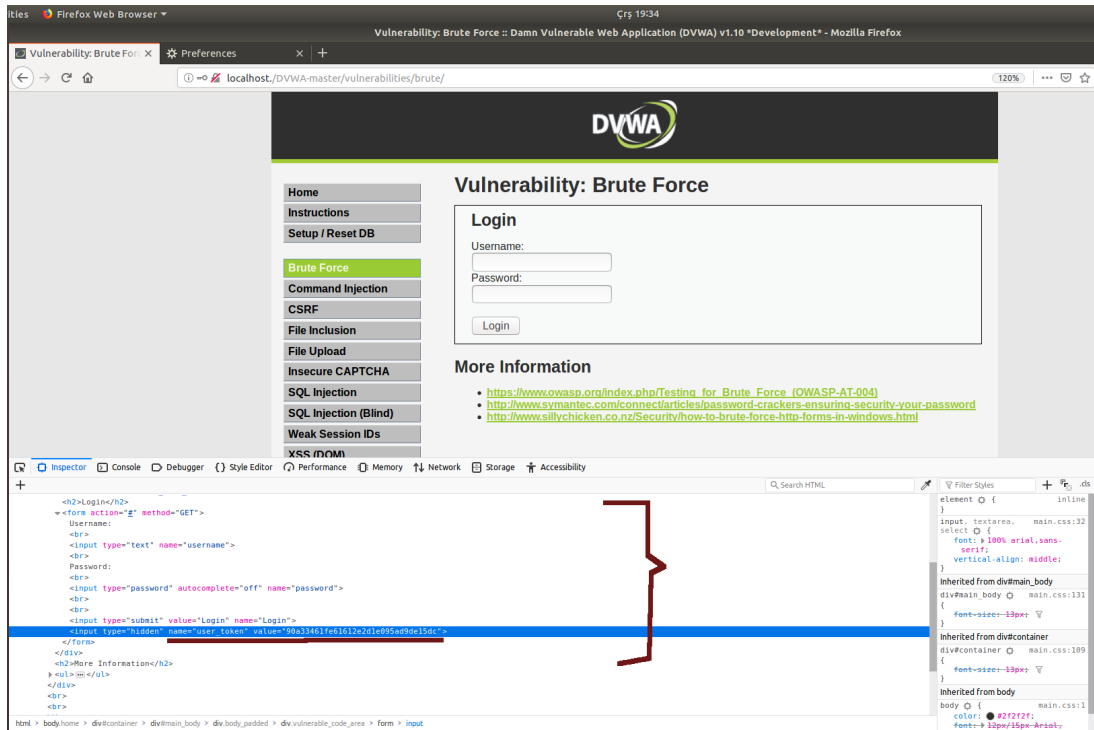 ities Firefox Web Browser Çrş 19:34
Vulnerability: Brute Force :: Damn Vulnerable Web Application (DVWA) v1.10 *Development* - Mozilla Firefox
Vulnerability: Brute For × Preferences × +
localhost./DVWA-master/vulnerabilities/brute/ 120%
DVWA
Home
Instructions
Setup / Reset DB
Brute Force
Command Injection
CSRF
File Inclusion
File Upload
Insecure CAPTCHA
SQL Injection
SQL Injection (Blind)
Weak Session IDs
XSS (DOM)
Vulnerability: Brute Force
Login
Username:
Password:
Login
More Information
• https://www.owasp.org/index.php/Testing_for_Brute_Force_(OWASP-AT-004)
• http://www.symantec.com/connect/articles/password-crackers-ensuring-security-your-password
• http://www.sillychicken.co.nz/Security/how-to-brute-force-http-forms-in-windows.html
Inspector Console Debugger {} Style Editor Performance Memory Network Storage Accessibility
+ Search HTML
<h2>Login</h2>
<form action="#" method="GET">
Username:
<br>
<input type="text" name="username">
<br>
Password:
<br>
<input type="password" autocomplete="off" name="password">
<br>
<br>
<input type="submit" value="Login" name="Login">
<input type="hidden" name="user_token" value="90a33461fe61612e2d1e095ad9de15dc">
</form>
</div>
<h2>More Information</h2>
<ul></ul>
</div>
<br>
<br>
html > body.home > div#container > div#main_body > div.body_padded > div.vulnerable_code_area > form > input
Filter Styles + .cls
element { inline
}
input, textarea, main.css:32
select {
font: 100% arial,sans-
serif;
vertical-align: middle;
}
Inherited from div#main_body
div#main_body main.css:131
{
font-size: 13px;
}
Inherited from div#container
div#container main.css:109
{
font-size: 13px;
}
Inherited from body
body { main.css:1
color: #2f2f2f;
font: 12px/15px Arial,